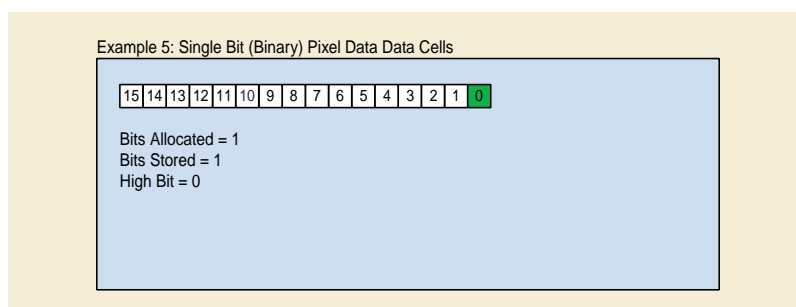 Example 5: Single Bit (Binary) Pixel Data Data Cells
15 14 13 12 11 10 9 8 7 6 5 4 3 2 1 0
Bits Allocated = 1
Bits Stored = 1
High Bit = 0